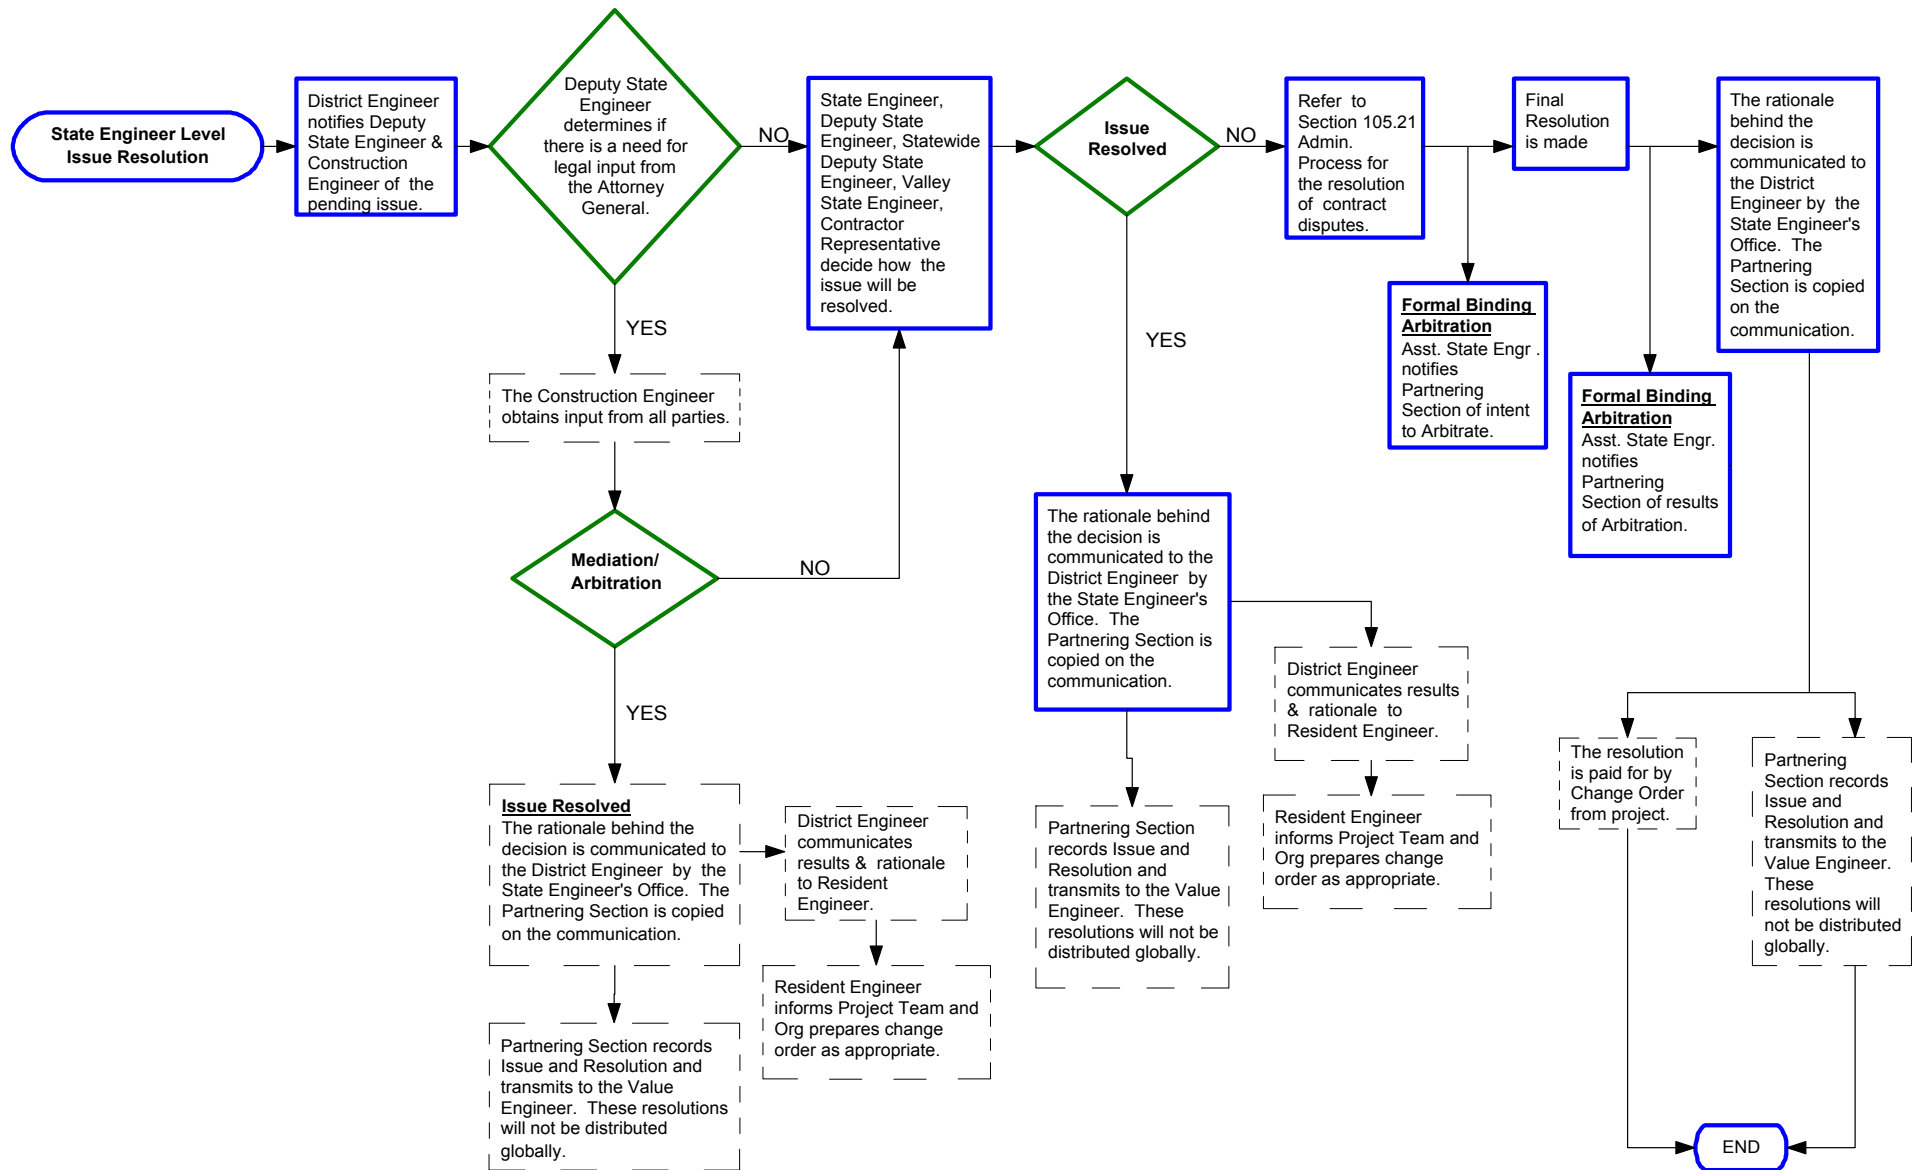 State Engineer Level
Issue Resolution
District Engineer
notifies Deputy
State Engineer &
Construction
Engineer of the
pending issue.
Deputy State
Engineer
determines if
there is a need for
legal input from
the Attorney
General.
NO
YES
State Engineer,
Deputy State
Engineer, Statewide
Deputy State
Engineer, Valley
State Engineer,
Contractor
Representative
decide how the
issue will be
resolved.
The Construction Engineer
obtains input from all parties.
Mediation/
Arbitration
NO
YES
Issue Resolved
The rationale behind the
decision is communicated to
the District Engineer by the
State Engineer's Office. The
Partnering Section is copied
on the communication.
District Engineer
communicates
results & rationale
to Resident
Engineer.
Resident Engineer
informs Project Team and
Org prepares change
order as appropriate.
Partnering Section records
Issue and Resolution and
transmits to the Value
Engineer. These resolutions
will not be distributed
globally.
Issue
Resolved
NO
YES
The rationale behind
the decision is
communicated to the
District Engineer by
the State Engineer's
Office. The
Partnering Section is
copied on the
communication.
District Engineer
communicates results
& rationale to
Resident Engineer.
Resident Engineer
informs Project Team and
Org prepares change
order as appropriate.
Partnering Section
records Issue and
Resolution and
transmits to the Value
Engineer. These
resolutions will not be
distributed globally.
Refer to
Section 105.21
Admin.
Process for
the resolution
of contract
disputes.
Formal Binding
Arbitration
Asst. State Engr .
notifies
Partnering
Section of intent
to Arbitrate.
Final
Resolution
is made
Formal Binding
Arbitration
Asst. State Engr.
notifies
Partnering
Section of results
of Arbitration.
The rationale
behind the
decision is
communicated to
the District
Engineer by the
State Engineer's
Office. The
Partnering
Section is copied
on the
communication.
The resolution
is paid for by
Change Order
from project.
Partnering
Section records
Issue and
Resolution and
transmits to the
Value Engineer.
These
resolutions will
not be distributed
globally.
END